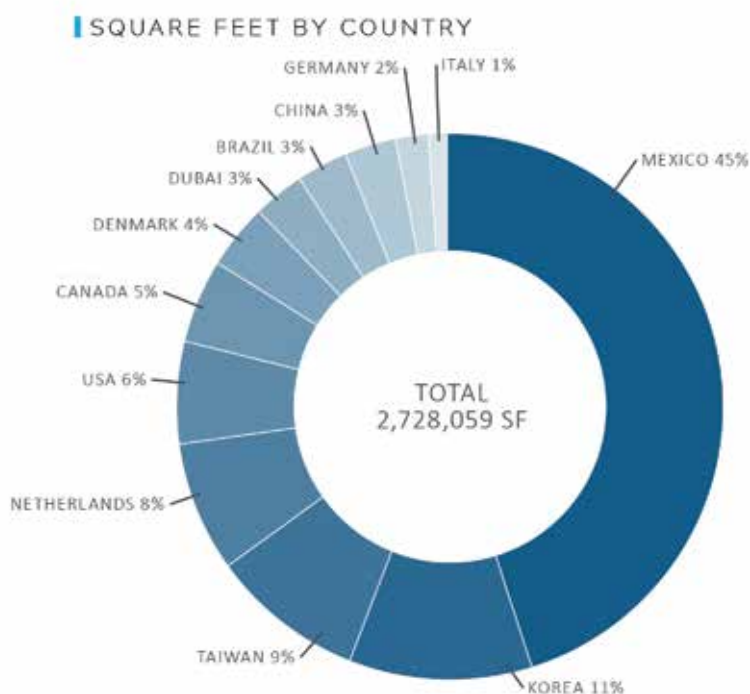 SQUARE FEET BY COUNTRY
GERMANY 2%
ITALY 1%
CHINA 3%
BRAZIL 3%
MEXICO 45%
DUBAI 3%
DENMARK 4%
CANADA 5%
USA 6%
TOTAL
2,728,059 SF
NETHERLANDS 8%
TAIWAN 9%
KOREA 11%